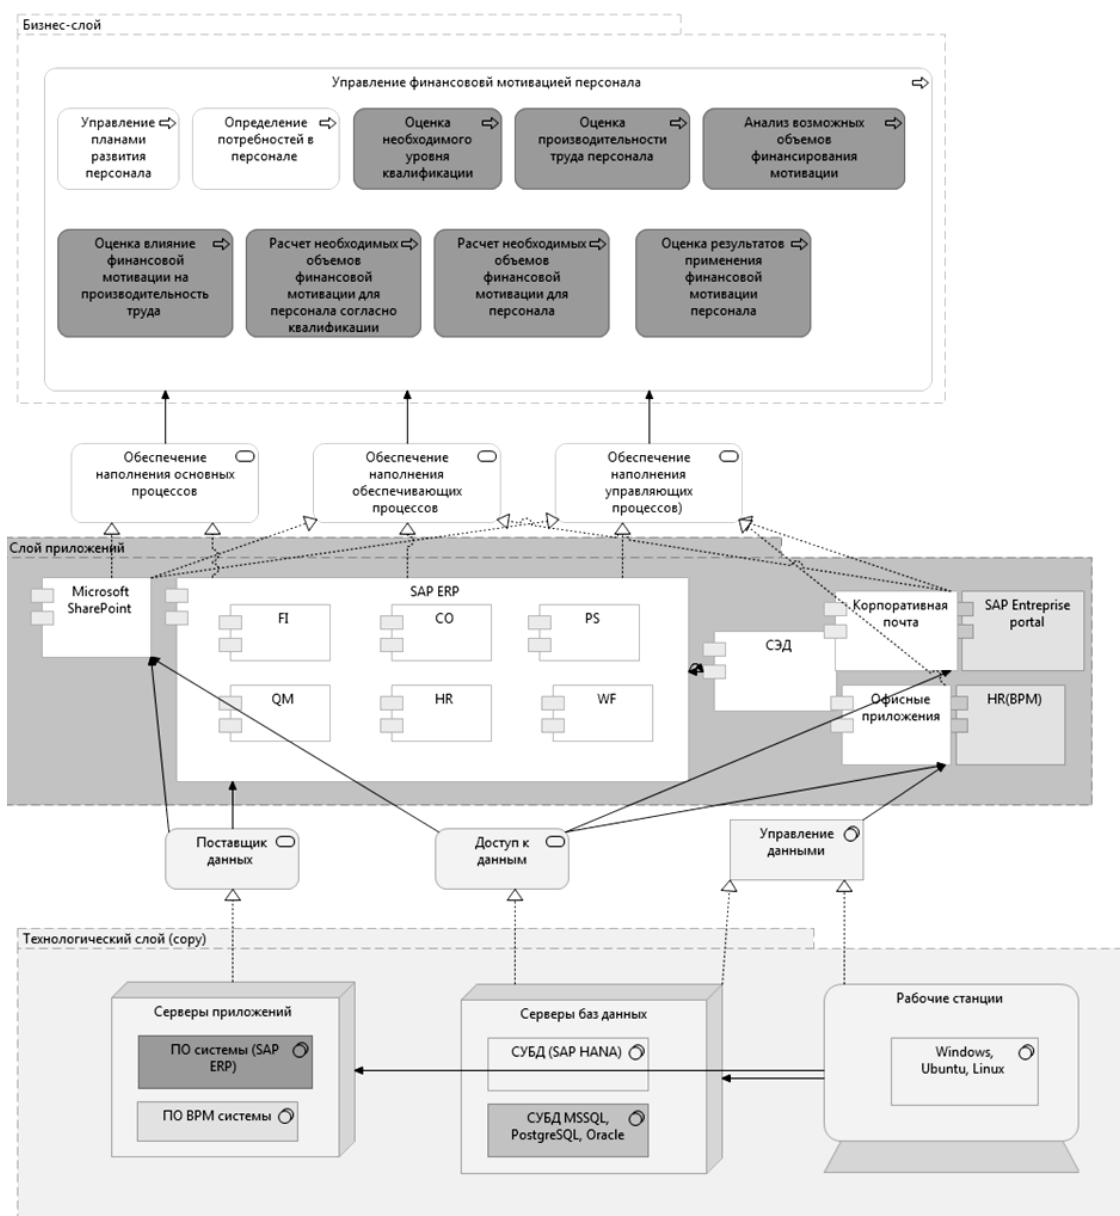 Бизнес-слой
Управление финансововй мотивацией персонала
Управление
планами
развития
персонала
Определение
потребностей в
персонале
Оценка
необходимого
уровня
квалификации
Оценка
производительности
труда персонала
Анализ возможных
объемов
финансирования
мотивации
Оценка влияние
финансовой
мотивации на
производительность
труда
Расчет необходимых
объемов
финансовой
мотивации для
персонала согласно
квалификации
Расчет необходимых
объемов
финансовой
мотивации для
персонала
Оценка результатов
применения
финансовой
мотивации
персонала
Обеспечение
наполнения основных
процессов
Обеспечение
наполнения
обеспечивающих
процессов
Обеспечение
наполнения
управляющих
процессов)
Слой приложений
Microsoft
SharePoint
SAP ERP
FI
CO
PS
QM
HR
WF
СЭД
Корпоративная
почта
SAP Entreprise
portal
Офисные
приложения
HR(BPM)
Поставщик
данных
Доступ к
данным
Управление
данными
Технологический слой (copy)
Серверы приложений
ПО системы (SAP
ERP)
ПО BPM системы
Серверы баз данных
СУБД (SAP HANA)
СУБД MSSQL,
PostgreSQL, Oracle
Рабочие станции
Windows,
Ubuntu, Linux